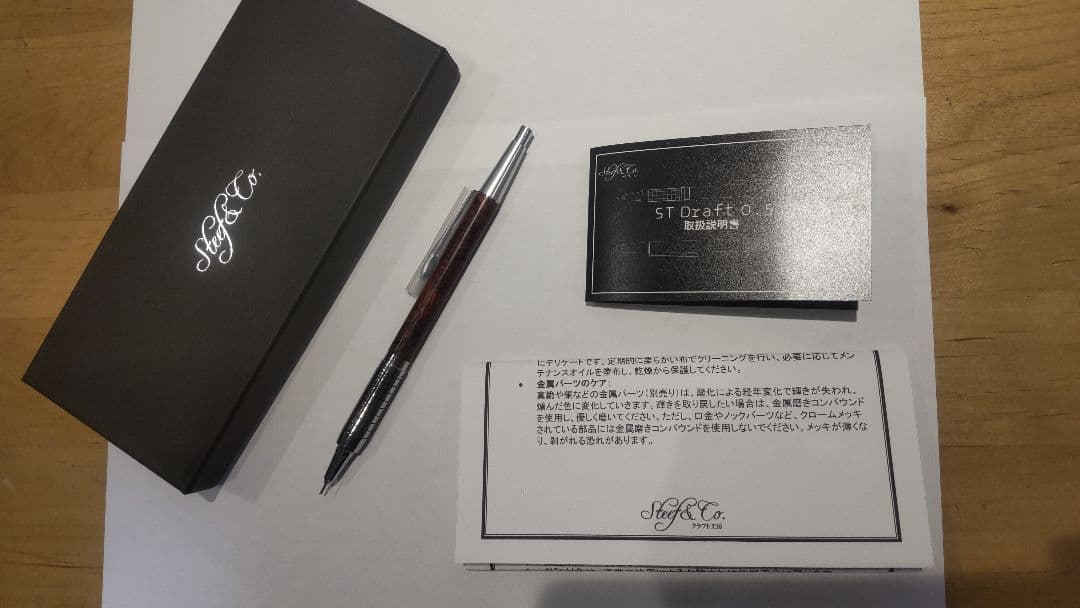 Steef&Co.
Steef&Co.
ST Draft 0.5
取扱説明書
にデリケートです。定期的に柔らかい布でクリーニングを行い、必要に応じてメン
テナンスオイルを塗布し、乾燥から保護してください。
• 金属パーツのケア:
真鍮や銅などの金属パーツ(別売り)は、酸化による経年変化で輝きが失われ、
燻んだ色に変化していきます。輝きを取り戻したい場合は、金属磨きコンパウンド
を使用し、優しく磨いてください。ただし、口金やノックパーツなど、クロームメッキ
されている部品には金属磨きコンパウンドを使用しないでください。メッキが薄くな
り、剥がれる恐れがあります。
Steef&Co.
クラフト工房